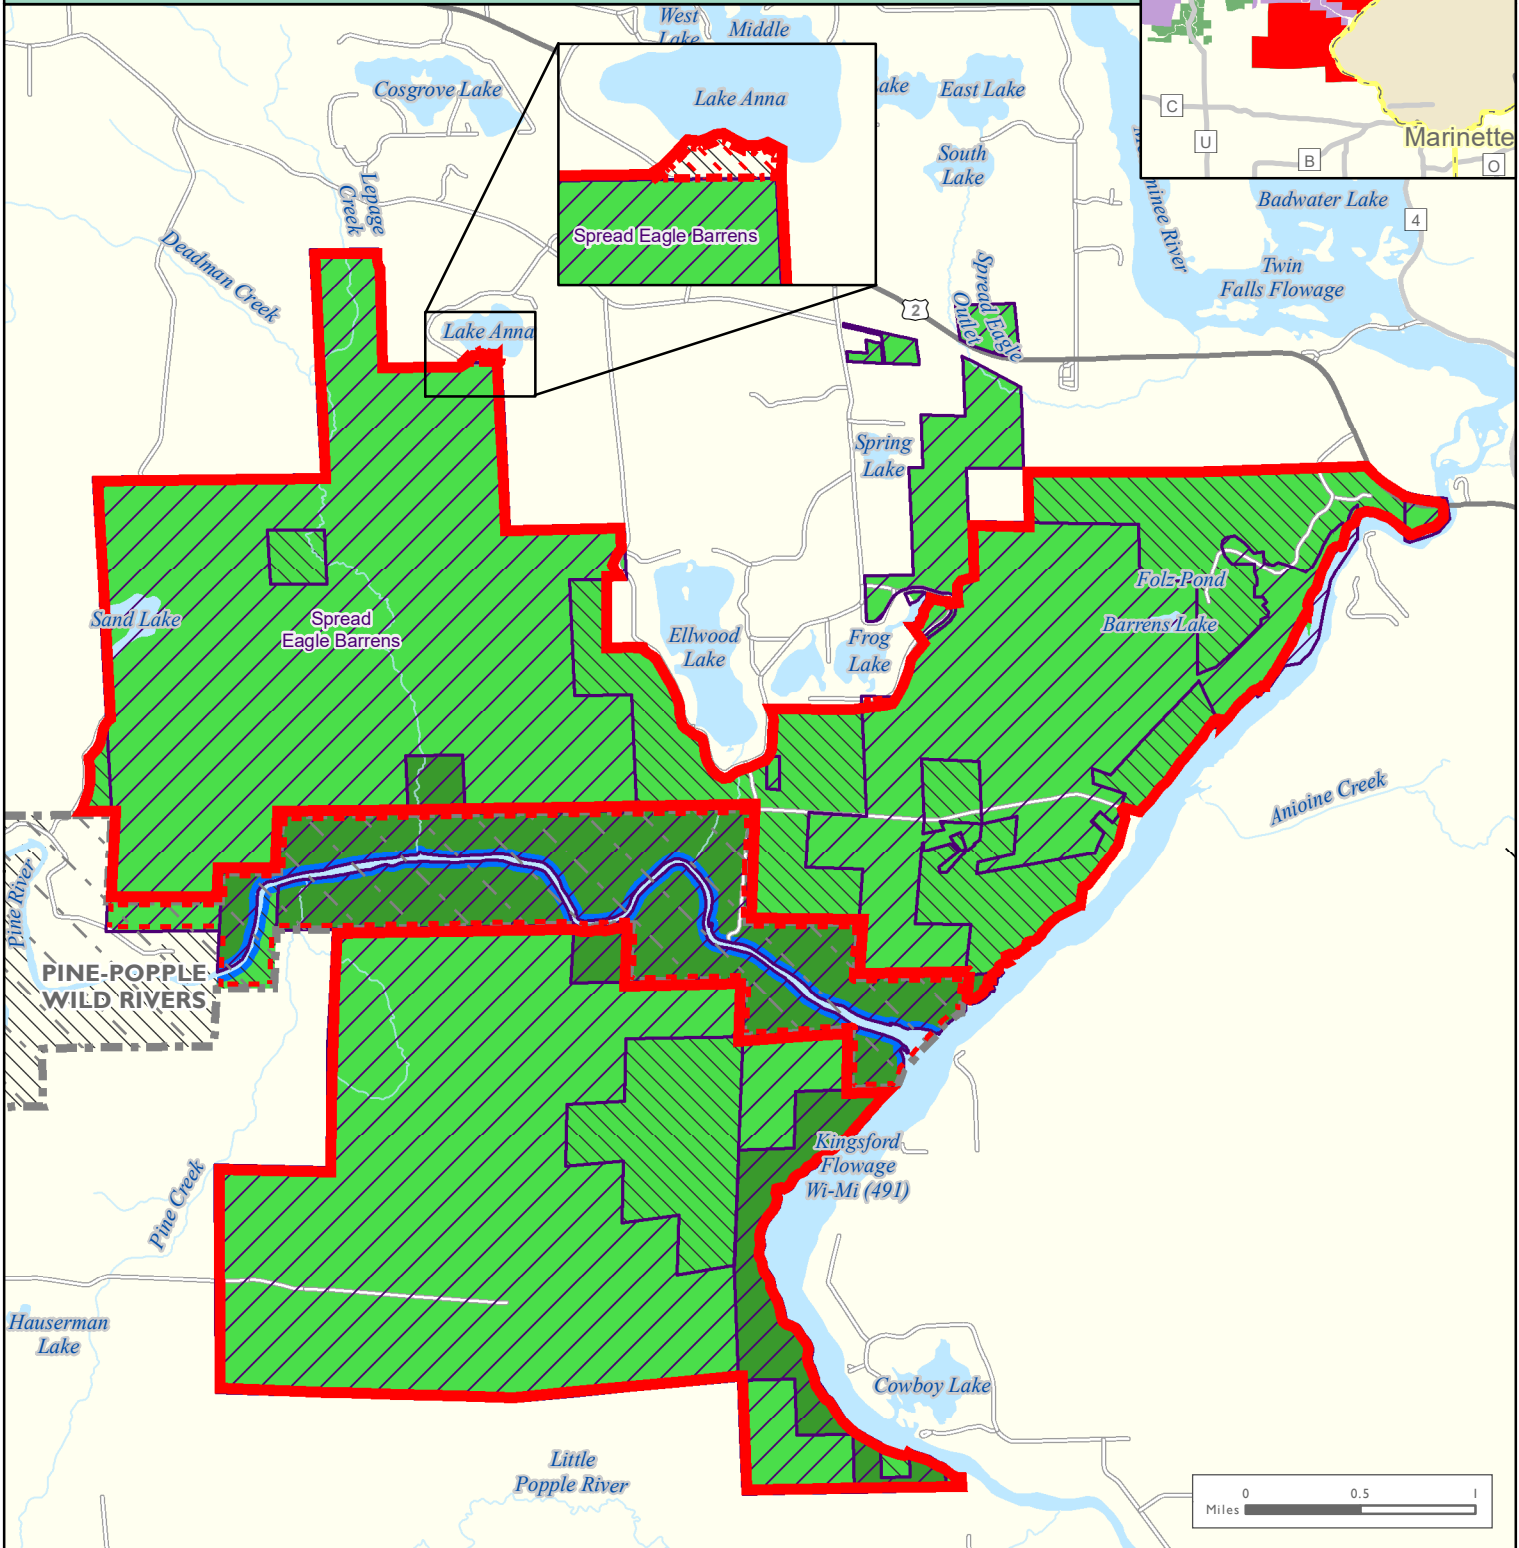 West
Lake
Middle
Cosgrove Lake
Lake Anna
ake
East Lake
South
Lake
C
U
B
O
Marinette
Lepage
Creek
Deadman Creek
Spread Eagle Barrens
Badwater Lake
4
Twin
Falls Flowage
Lake Anna
2
Spread Eagle
Outlet
Spring
Lake
Sand Lake
Spread
Eagle Barrens
Ellwood
Lake
Frog
Lake
Folz Pond
Barrens Lake
Anioine Creek
Pine River
PINE-POPPLE
WILD RIVERS
Kingsford
Flowage
Wi-Mi (491)
Pine Creek
Hauserman
Lake
Cowboy Lake
Little
Popple River
0 0.5 1
Miles